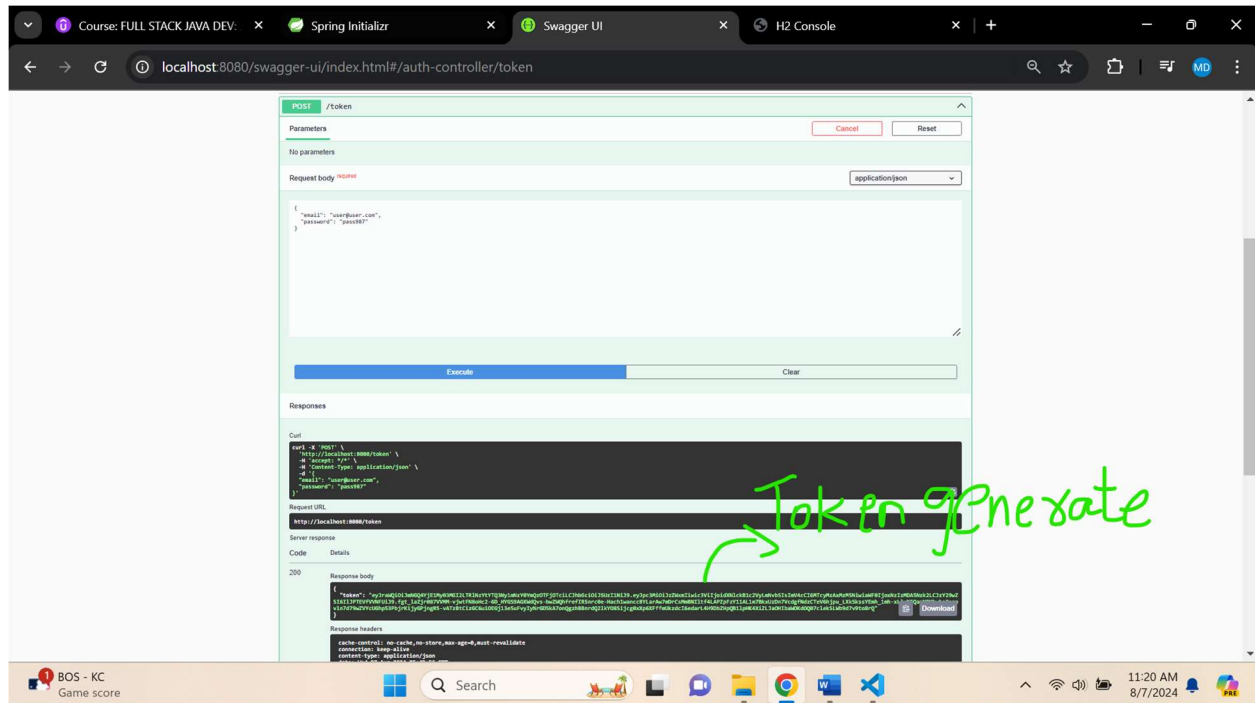 Course: FULL STACK JAVA DEV:
Spring Initializr
Swagger UI
H2 Console
localhost:8080/swagger-ui/index.html#/auth-controller/token
MD
POST /token
Parameters
Cancel
Reset
No parameters
Request body required
application/json
{
"email": "user@user.com",
"password": "pass987"
}
Execute
Clear
Responses
Curl
curl -X 'POST' \
'http://localhost:8080/token' \
-H 'accept: */*' \
-H 'Content-Type: application/json' \
-d '{
"email": "user@user.com",
"password": "pass987"
}'
Token generate
Request URL
http://localhost:8080/token
Server response
Code Details
200
Response body
{
"token":
Download
}
Response headers
cache-control: no-cache,no-store,max-age=0,must-revalidate
connection: keep-alive
content-type: application/json
1
BOS - KC
Game score
Search
11:20 AM
8/7/2024
PRE